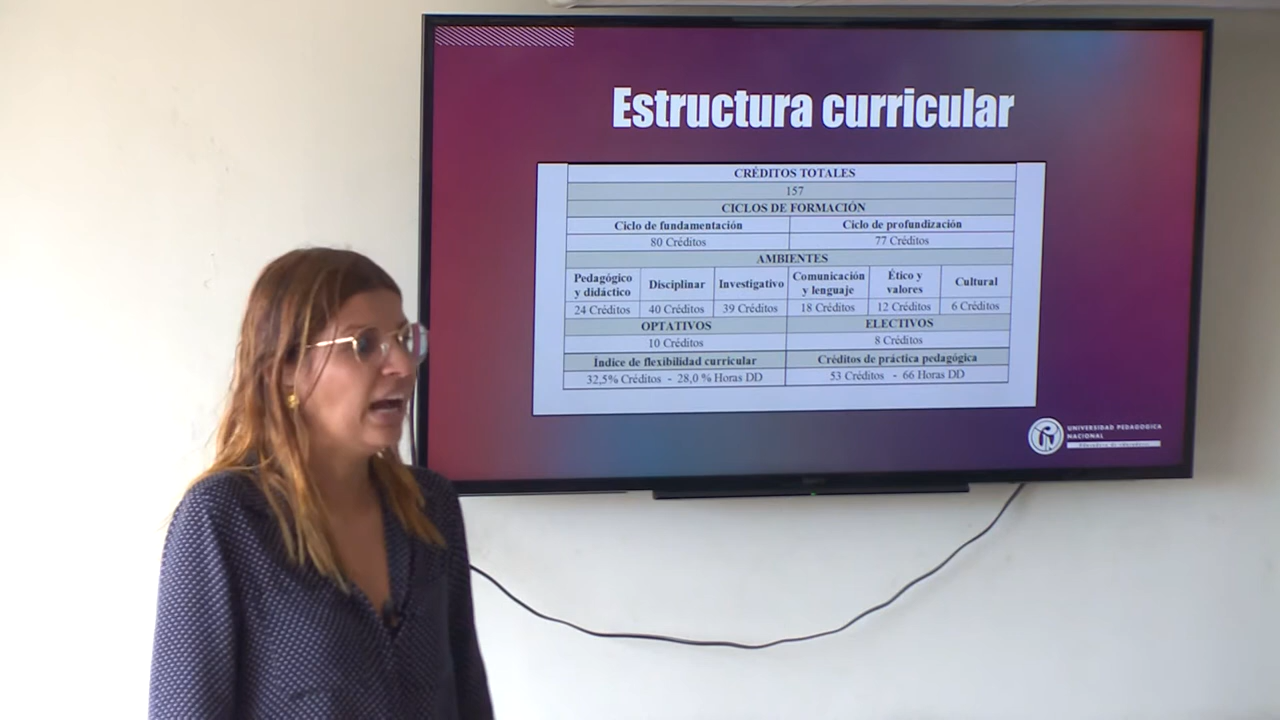 Estructura curricular
CRÉDITOS TOTALES
157
CICLOS DE FORMACIÓN
Ciclo de fundamentación Ciclo de profundización
80 Créditos 77 Créditos
AMBIENTES
Pedagógico y didáctico Disciplinar Investigativo Comunicación y lenguaje Ético y valores Cultural
24 Créditos 40 Créditos 39 Créditos 18 Créditos 12 Créditos 6 Créditos
OPTATIVOS ELECTIVOS
10 Créditos 8 Créditos
Índice de flexibilidad curricular Créditos de práctica pedagógica
32,5% Créditos - 28,0 % Horas DD 53 Créditos - 66 Horas DD
UNIVERSIDAD PEDAGOGICA
NACIONAL